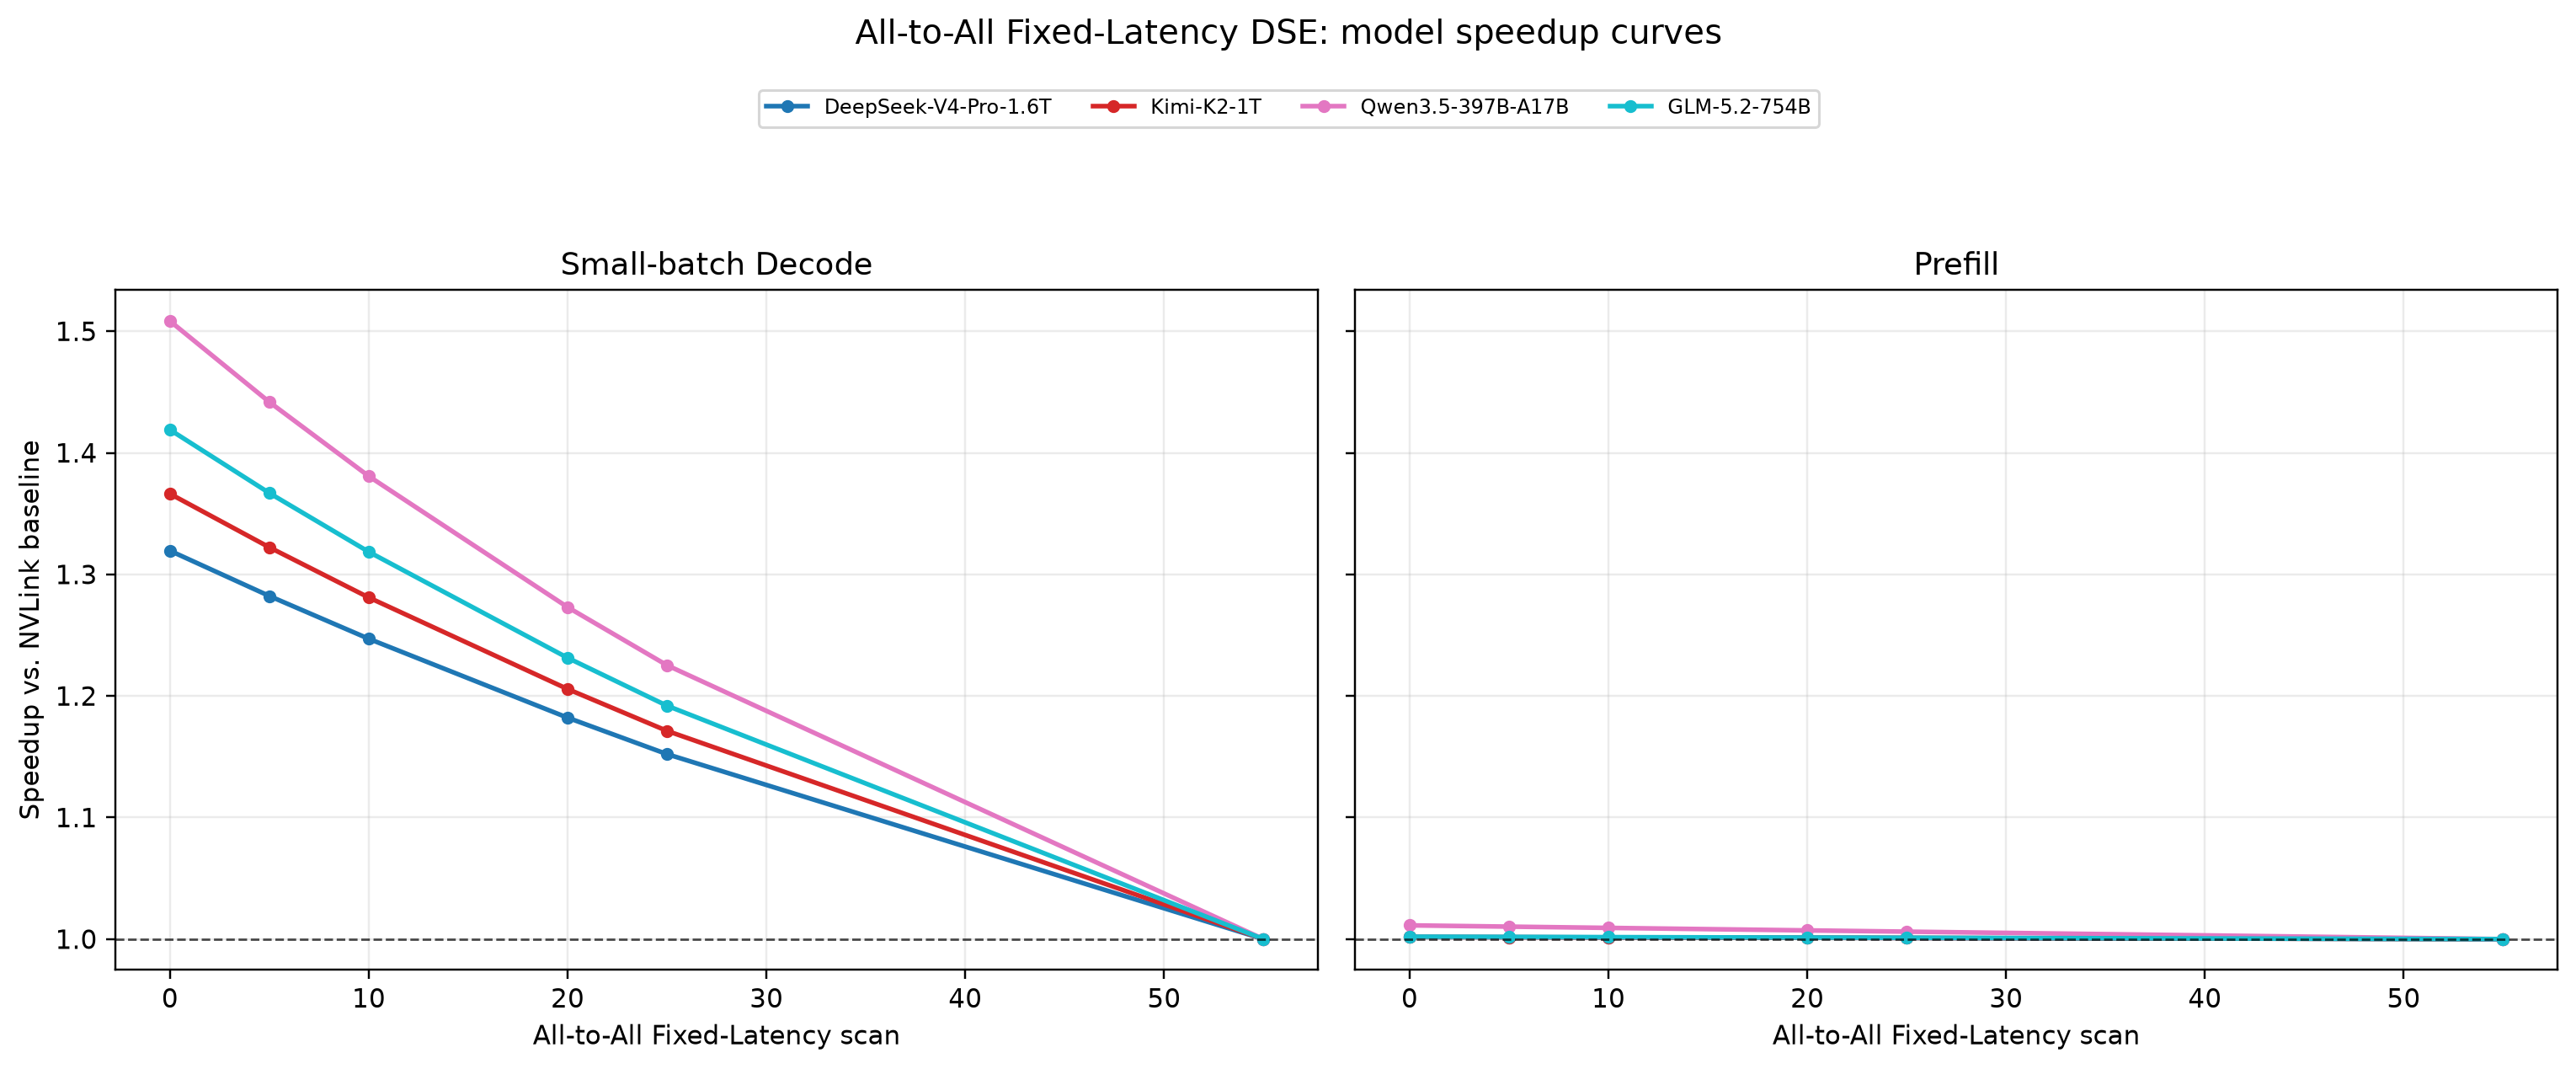 All-to-All Fixed-Latency DSE: model speedup curves
DeepSeek-V4-Pro-1.6T Kimi-K2-1T Qwen3.5-397B-A17B GLM-5.2-754B
Small-batch Decode
Speedup vs. NVLink baseline
1.5
1.4
1.3
1.2
1.1
1.0
0 10 20 30 40 50
All-to-All Fixed-Latency scan
Prefill
0 10 20 30 40 50
All-to-All Fixed-Latency scan